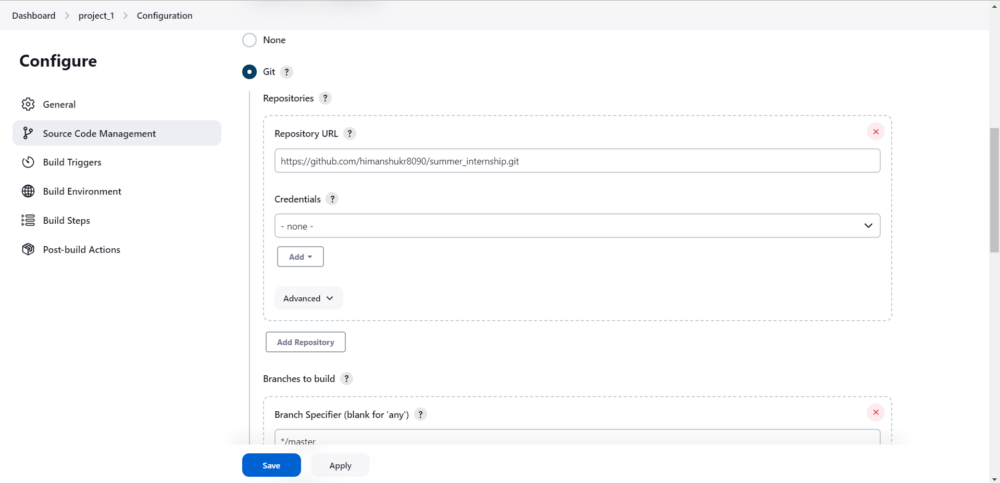 Dashboard > project_1 > Configuration
Configure
General
Source Code Management
Build Triggers
Build Environment
Build Steps
Post-build Actions
None
Git ?
Repositories ?
Repository URL ?
https://github.com/himanshukr8090/summer_internship.git
Credentials ?
- none -
Add
Advanced
Add Repository
Branches to build ?
Branch Specifier (blank for 'any') ?
*/master
Save
Apply